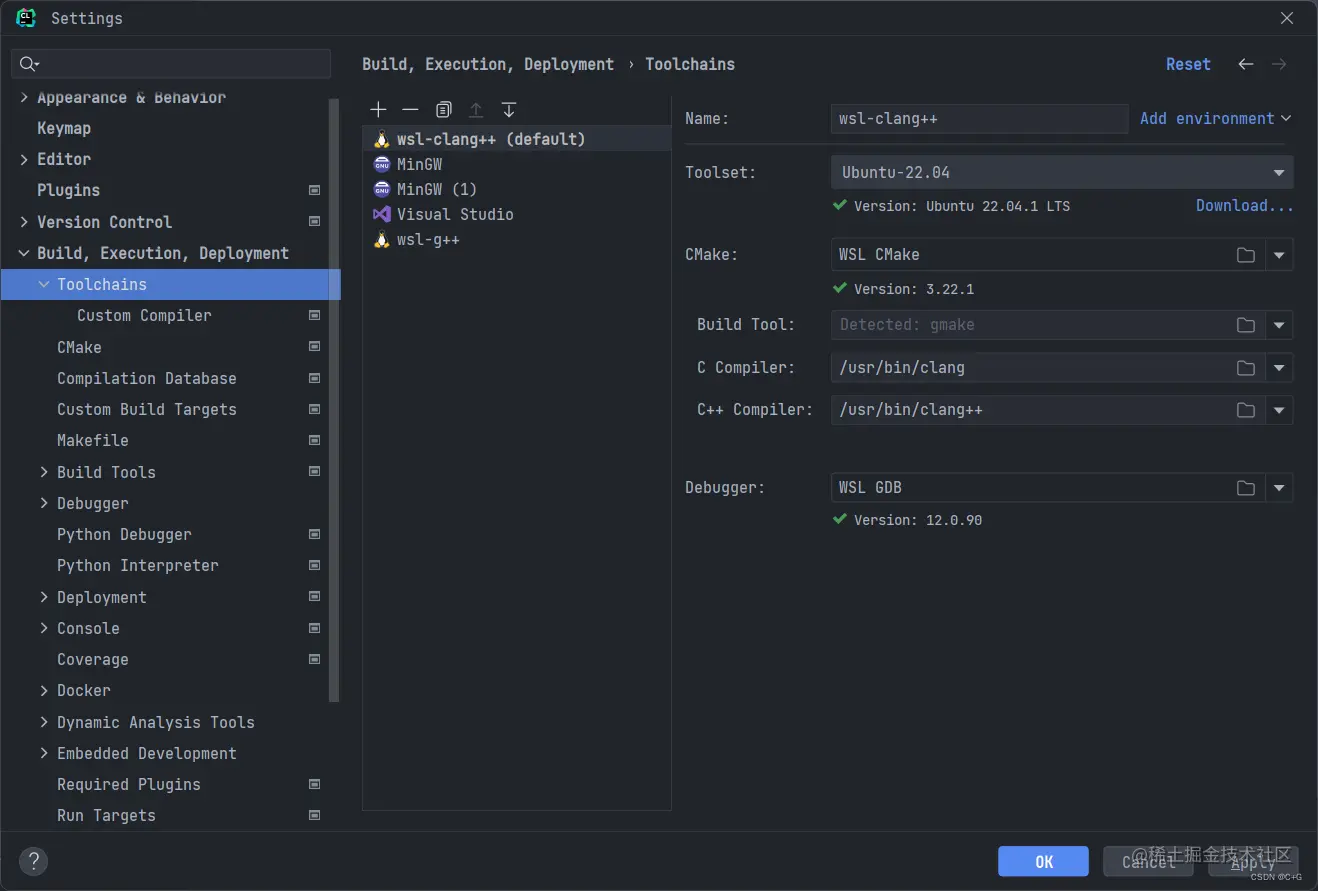 Settings
Appearance & Behavior
Keymap
Editor
Plugins
Version Control
Build, Execution, Deployment
Toolchains
Custom Compiler
CMake
Compilation Database
Custom Build Targets
Makefile
Build Tools
Debugger
Python Debugger
Python Interpreter
Deployment
Console
Coverage
Docker
Dynamic Analysis Tools
Embedded Development
Required Plugins
Run Targets
Build, Execution, Deployment › Toolchains
Reset
wsl-clang++ (default)
MinGW
MinGW (1)
Visual Studio
wsl-g++
Name: wsl-clang++ Add environment
Toolset: Ubuntu-22.04
Version: Ubuntu 22.04.1 LTS Download...
CMake: WSL CMake
Version: 3.22.1
Build Tool: Detected: gmake
C Compiler: /usr/bin/clang
C++ Compiler: /usr/bin/clang++
Debugger: WSL GDB
Version: 12.0.90
? OK Cancel Apply
@稀土掘金技术社区
CSDN @C+G